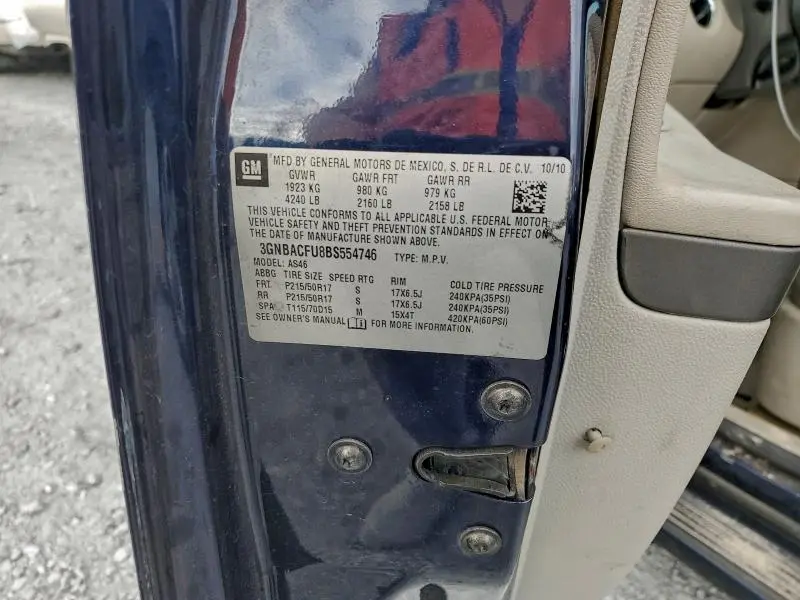 GM
MFD BY GENERAL MOTORS DE MEXICO, S. DE R.L. DE C.V. 10/10
GVWR GAWR FRT GAWR RR
1923 KG 980 KG 979 KG
4240 LB 2160 LB 2158 LB
THIS VEHICLE CONFORMS TO ALL APPLICABLE U.S. FEDERAL MOTOR
VEHICLE SAFETY AND THEFT PREVENTION STANDARDS IN EFFECT ON
THE DATE OF MANUFACTURE SHOWN ABOVE.
3GNBACFU8BS554746 TYPE: M.P.V.
MODEL: AS46
ABBG TIRE SIZE SPEED RTG RIM COLD TIRE PRESSURE
FRT P215/50R17 S 17X6.5J 240KPA(35PSI)
RR P215/50R17 S 17X6.5J 240KPA(35PSI)
SPA T115/70D15 M 15X4T 420KPA(60PSI)
SEE OWNER'S MANUAL FOR MORE INFORMATION.